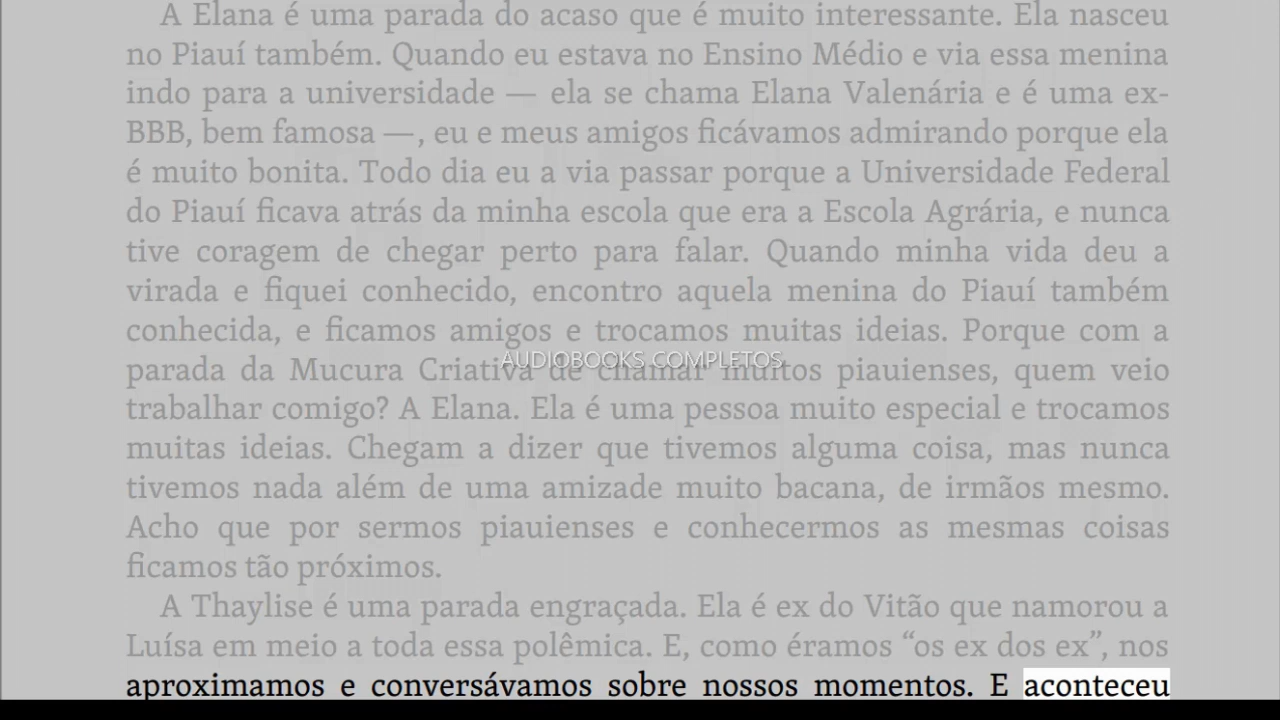 A Elana é uma parada do acaso que é muito interessante. Ela nasceu
no Piauí também. Quando eu estava no Ensino Médio e via essa menina
indo para a universidade — ela se chama Elana Valenária e é uma ex-
BBB, bem famosa —, eu e meus amigos ficávamos admirando porque ela
é muito bonita. Todo dia eu a via passar porque a Universidade Federal
do Piauí ficava atrás da minha escola que era a Escola Agrária, e nunca
tive coragem de chegar perto para falar. Quando minha vida deu a
virada e fiquei conhecido, encontro aquela menina do Piauí também
conhecida, e ficamos amigos e trocamos muitas ideias. Porque com a
AUDIOBOOKS COMPLETOS
parada da Mucura Criativa de chamar muitos piauienses, quem veio
trabalhar comigo? A Elana. Ela é uma pessoa muito especial e trocamos
muitas ideias. Chegam a dizer que tivemos alguma coisa, mas nunca
tivemos nada além de uma amizade muito bacana, de irmãos mesmo.
Acho que por sermos piauienses e conhecermos as mesmas coisas
ficamos tão próximos.
A Thaylise é uma parada engraçada. Ela é ex do Vitão que namorou a
Luísa em meio a toda essa polêmica. E, como éramos “os ex dos ex”, nos
aproximamos e conversávamos sobre nossos momentos. E aconteceu